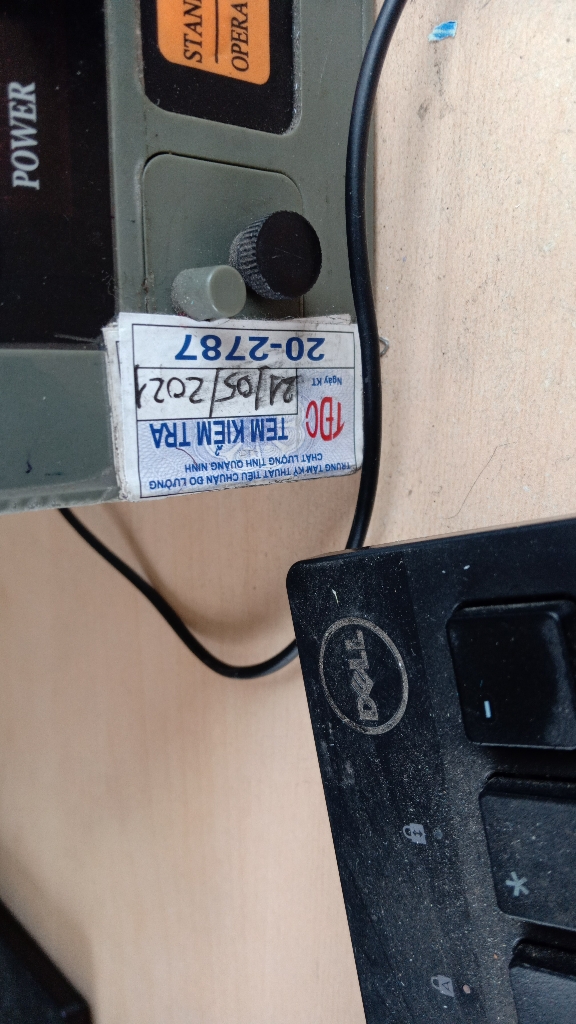 POWER
STAN
OPERA
TRUNG TÂM KỸ THUẬT TIÊU CHUẨN ĐO LƯỜNG
CHẤT LƯỢNG TỈNH QUẢNG NINH
TĐC
TEM KIỂM TRA
Ngày KT
21/05/2021
20-2787
DELL
-
*